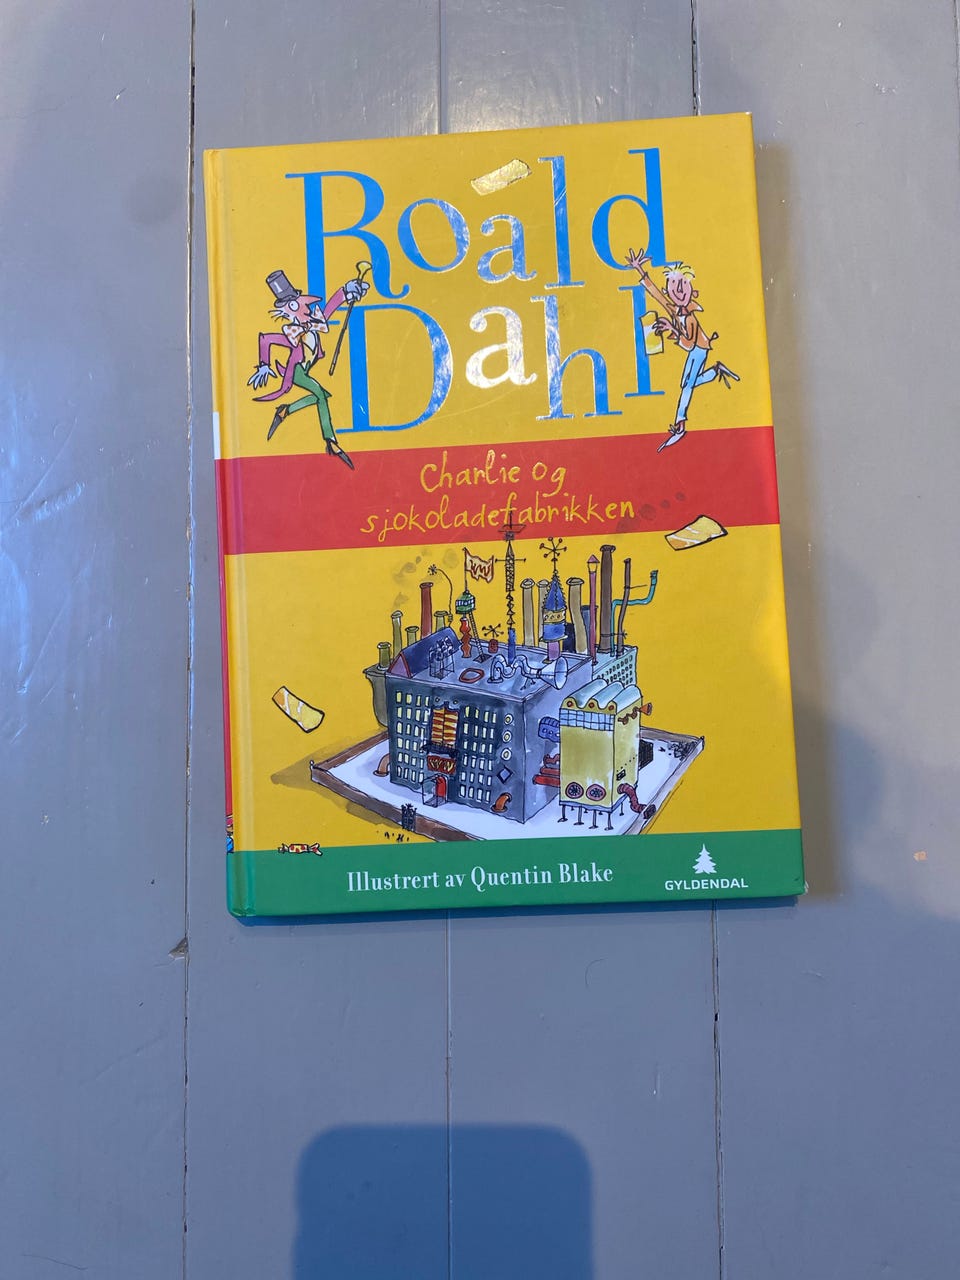 Roald
Dahl
Charlie og
sjokoladefabrikken
Illustrert av Quentin Blake
GYLDENDAL